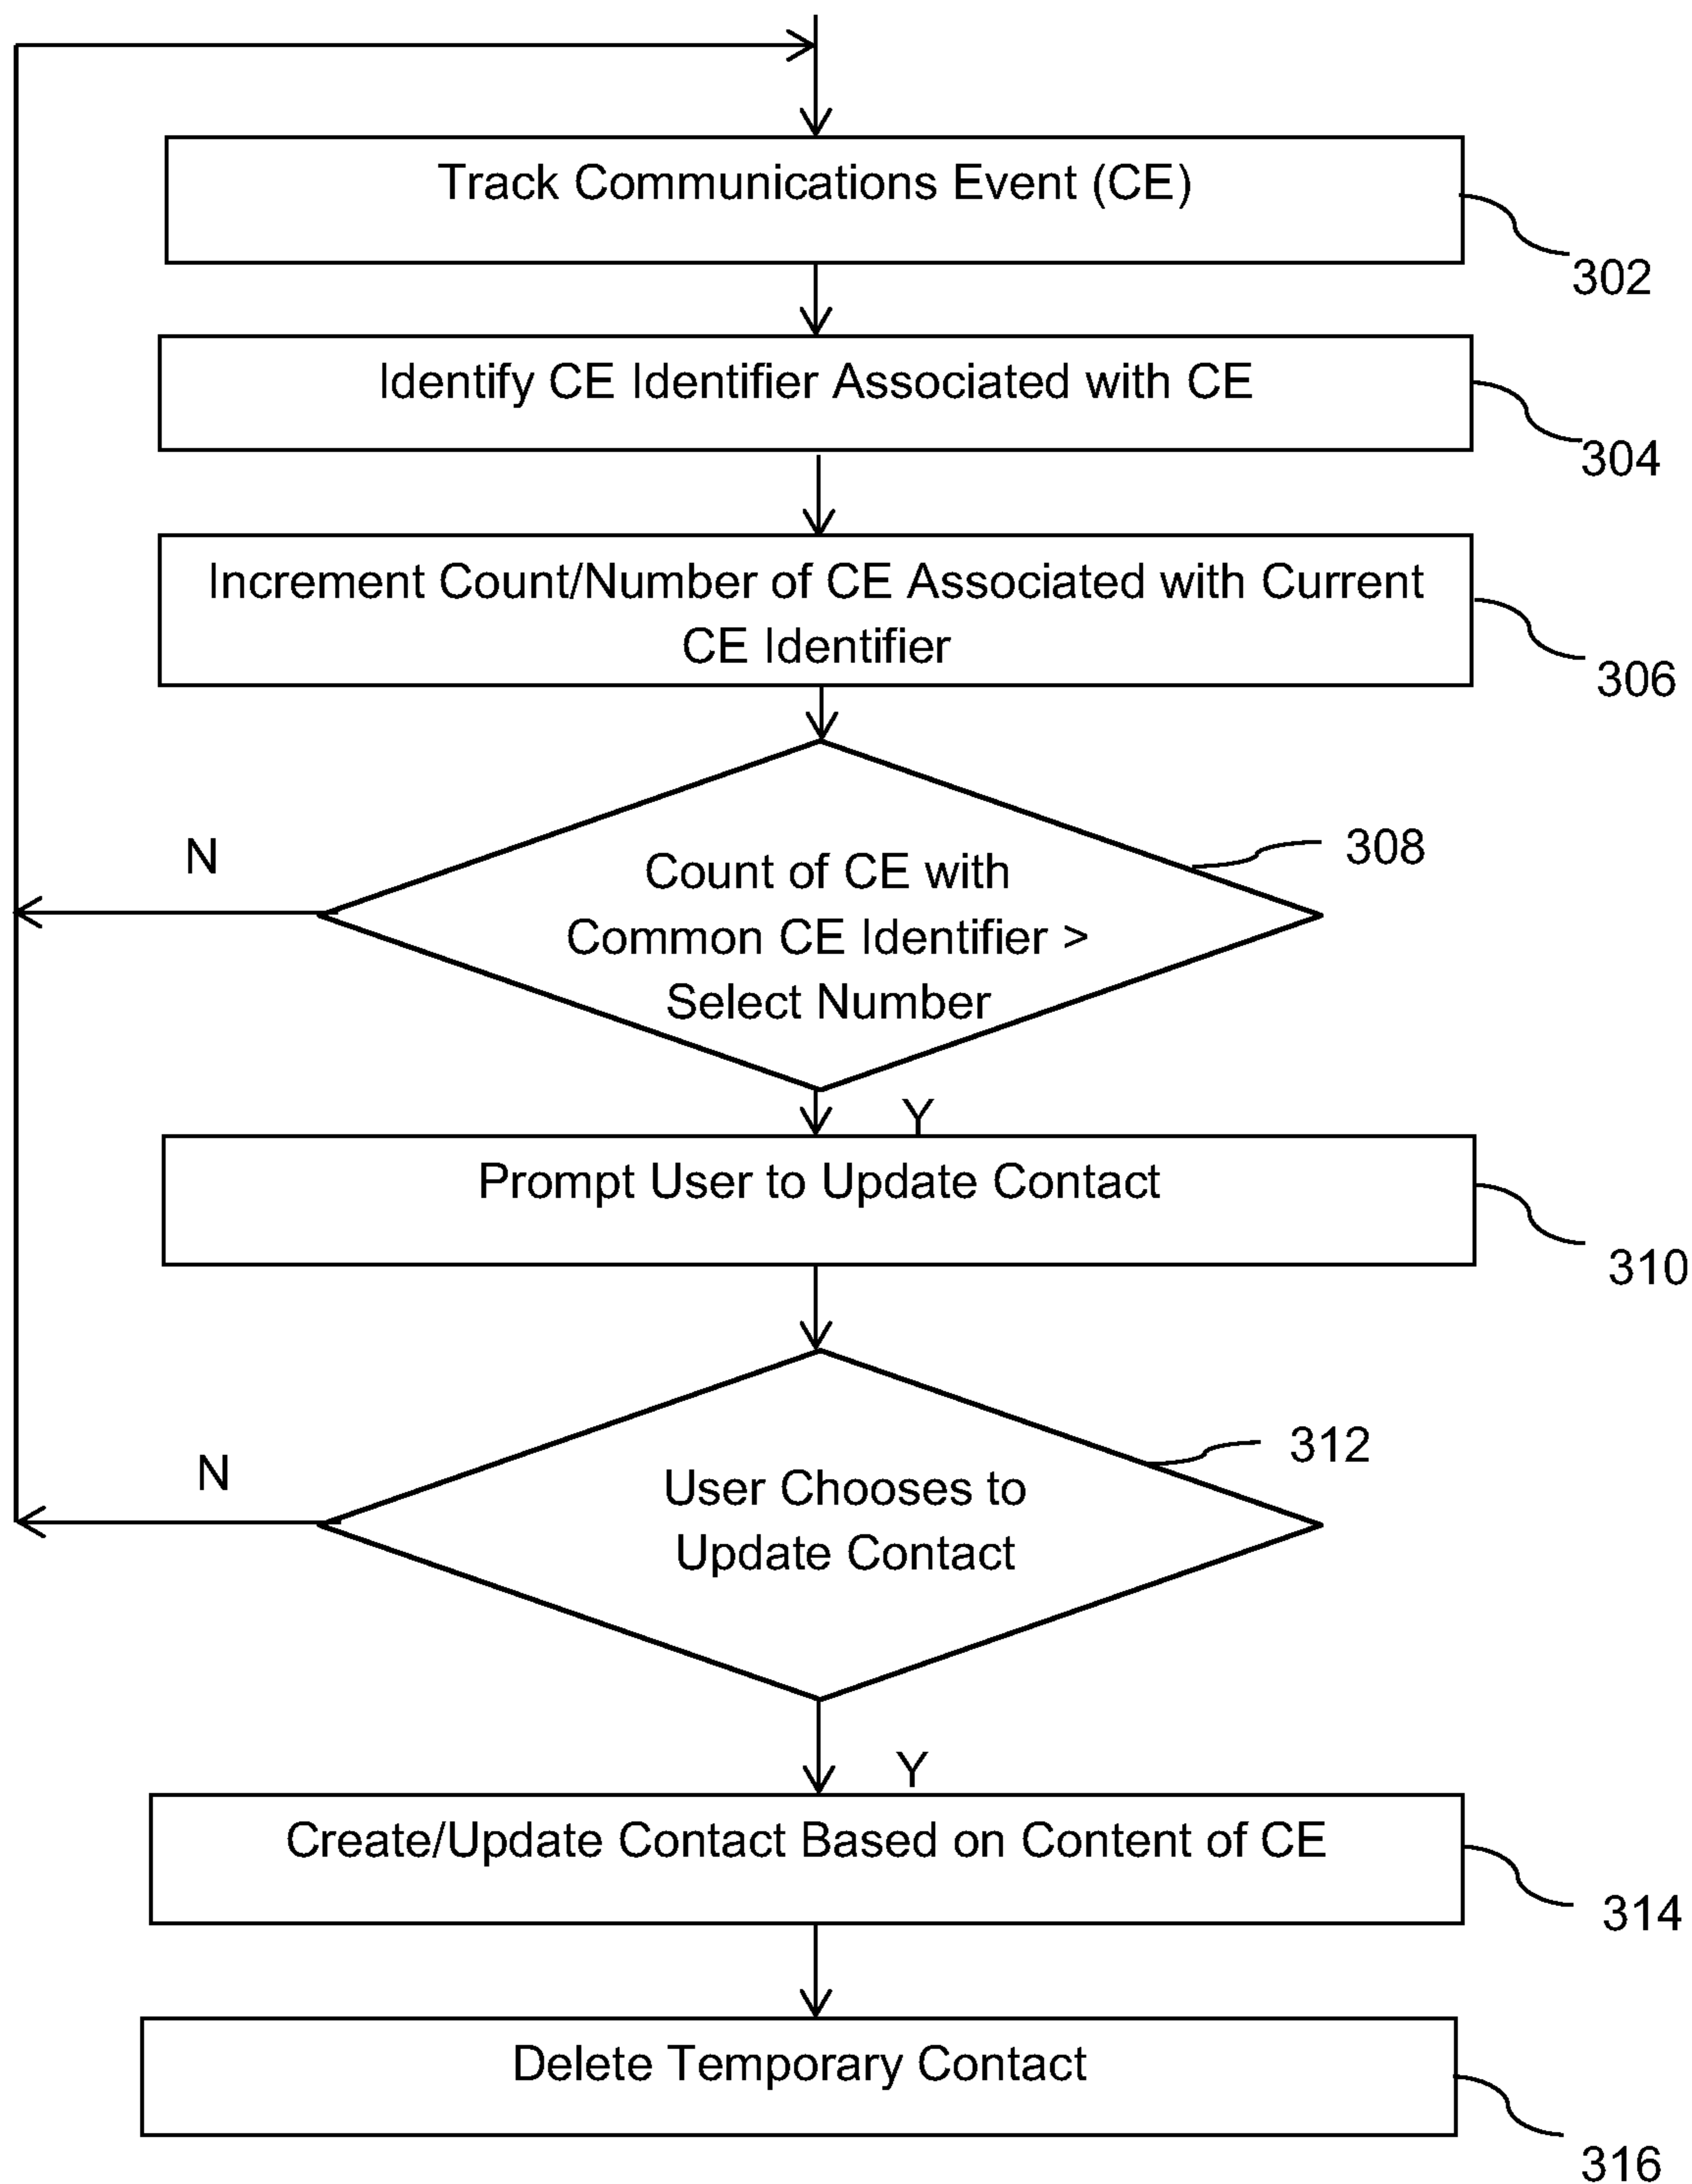 Track Communications Event (CE)
302
Identify CE Identifier Associated with CE
304
Increment Count/Number of CE Associated with Current
CE Identifier
306
N
308
Count of CE with
Common CE Identifier >
Select Number
Y
Prompt User to Update Contact
310
312
N
User Chooses to
Update Contact
Y
Create/Update Contact Based on Content of CE
314
Delete Temporary Contact
316